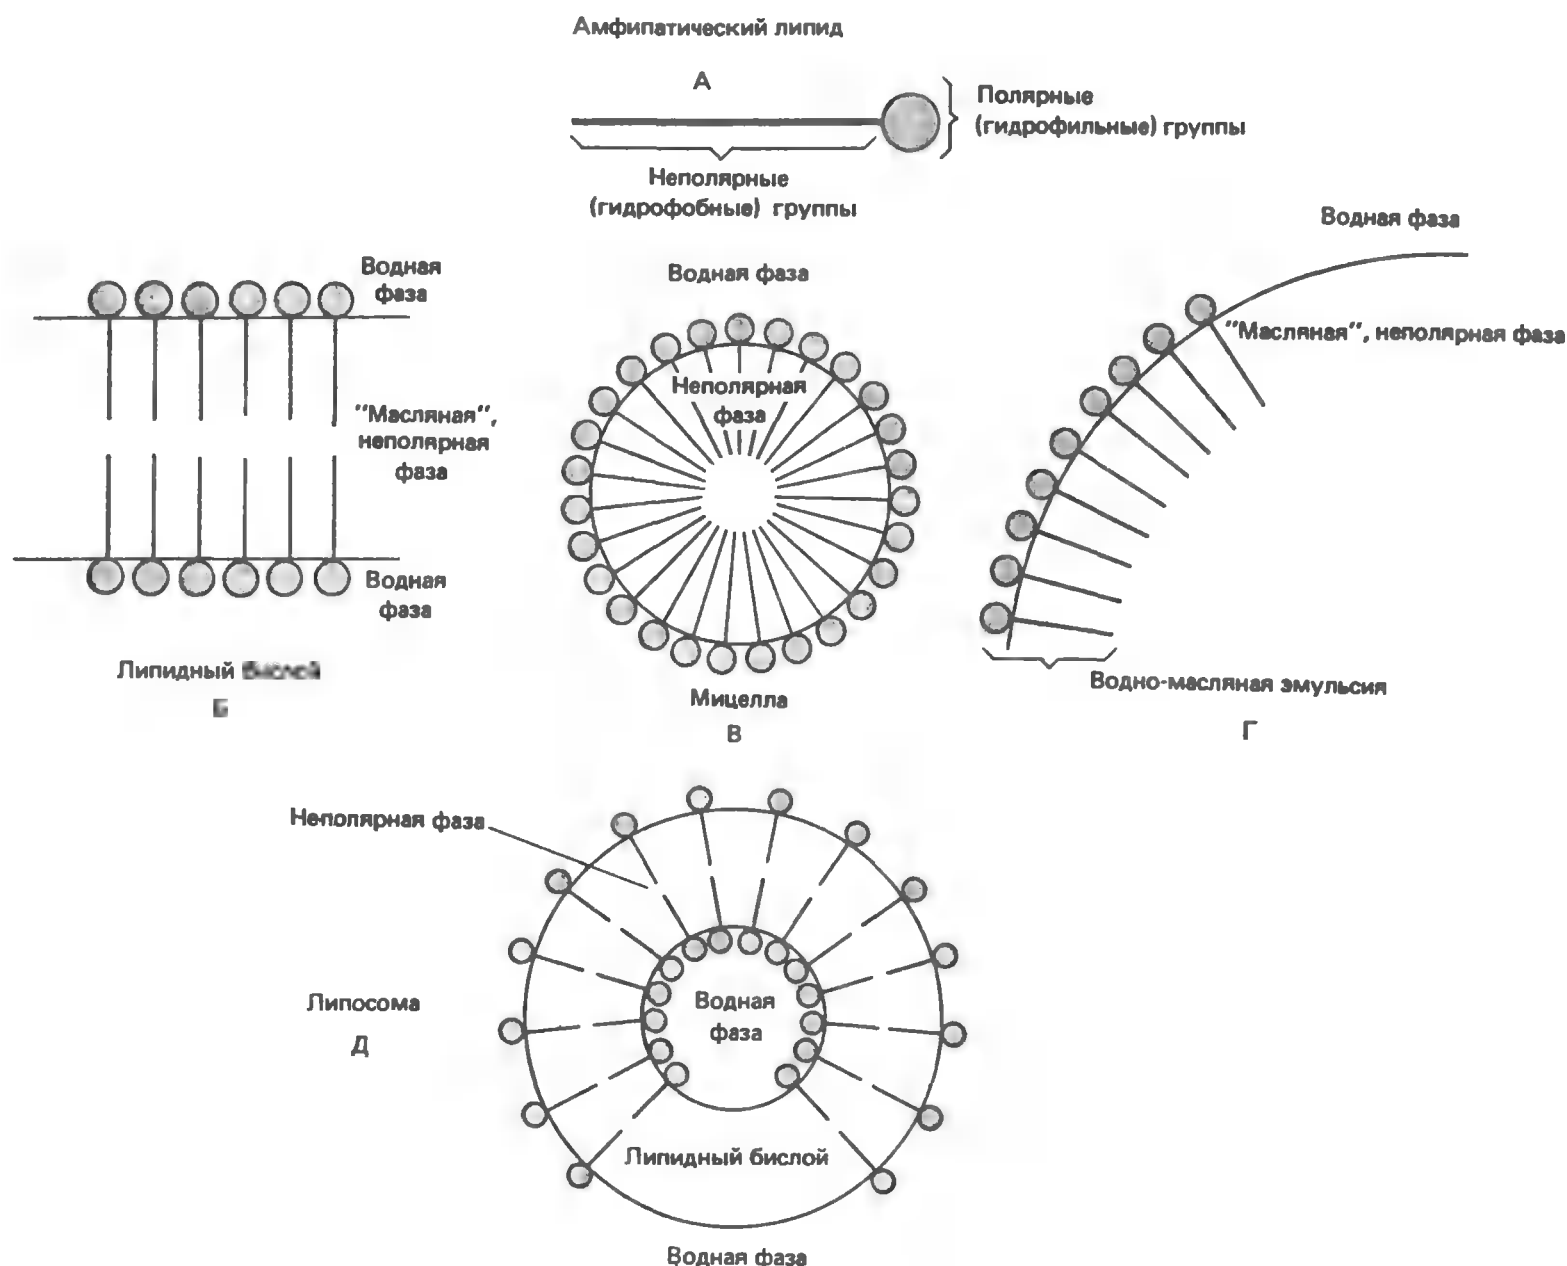 Амфипатический липид
А
Полярные
(гидрофильные) группы
Неполярные
(гидрофобные) группы
Водная
фаза
"Масляная",
неполярная
фаза
Водная
фаза
Липидный бислой
Б
Водная фаза
Неполярная
фаза
Мицелла
В
Водная фаза
"Масляная", неполярная фаза
Водно-масляная эмульсия
Г
Неполярная фаза
Липосома
Д
Водная
фаза
Липидный бислой
Водная фаза